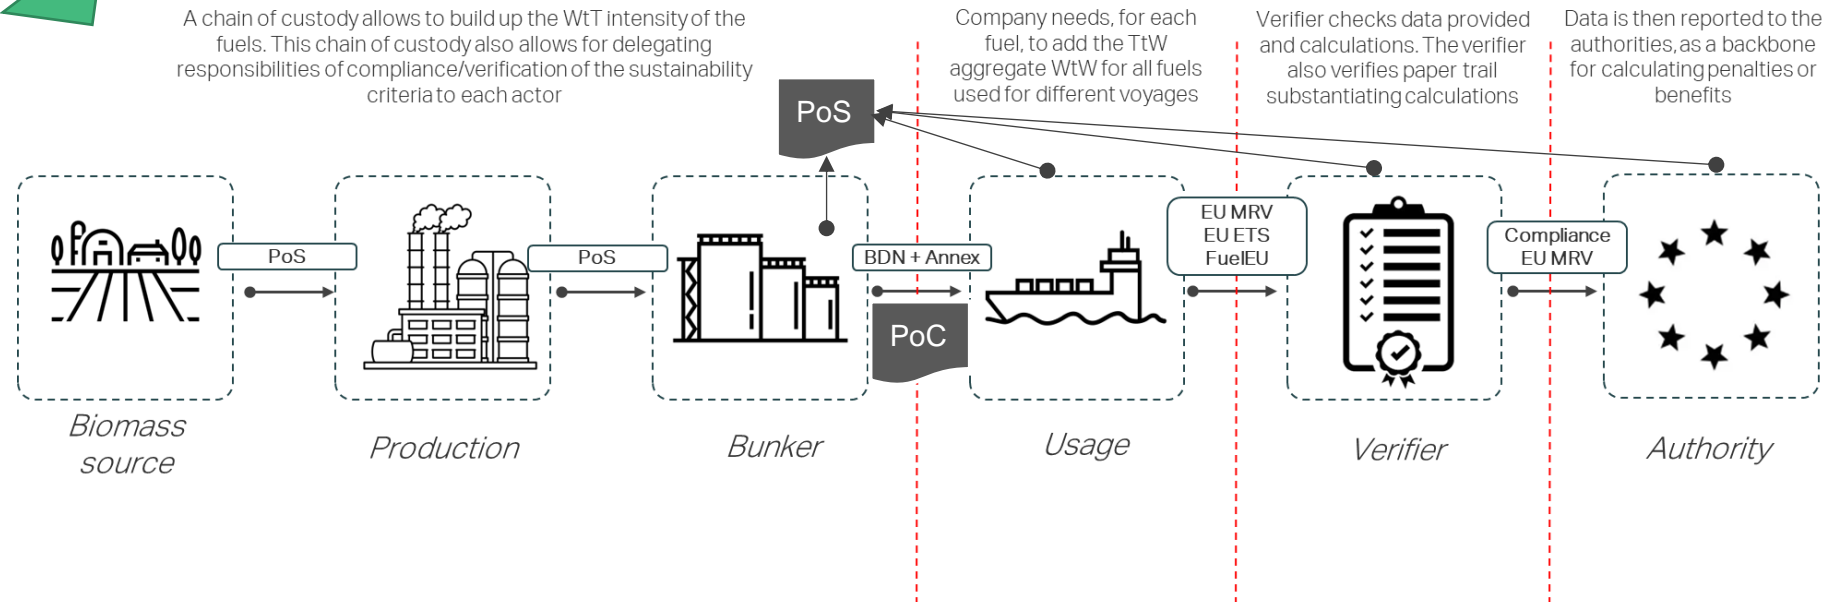 A chain of custody allows to build up the WtT intensity of the
fuels. This chain of custody also allows for delegating
responsibilities of compliance/verification of the sustainability
criteria to each actor
Company needs, for each
fuel, to add the TtW
aggregate WtW for all fuels
used for different voyages
Verifier checks data provided
and calculations. The verifier
also verifies paper trail
substantiating calculations
Data is then reported to the
authorities, as a backbone
for calculating penalties or
benefits
PoS
PoS
PoS
BDN + Annex
PoC
EU MRV
EU ETS
FuelEU
Compliance
EU MRV
Biomass
source
Production
Bunker
Usage
Verifier
Authority